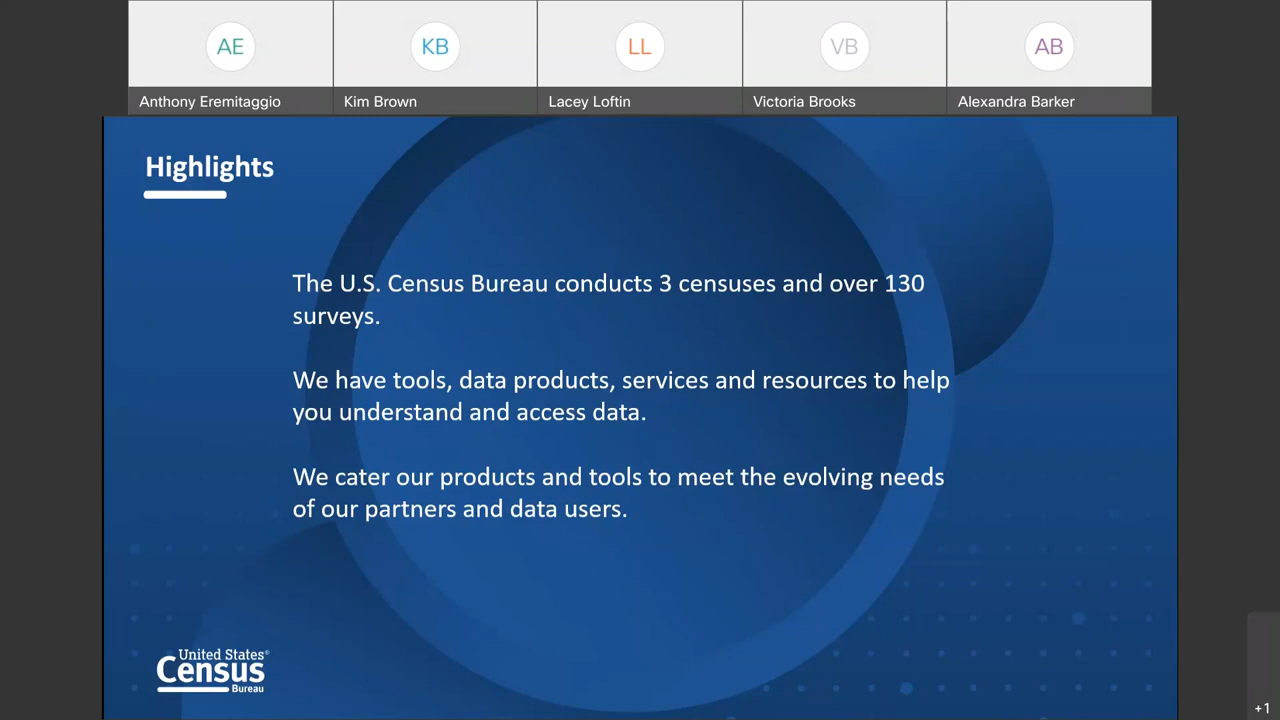 AE
KB
LL
VB
AB
Anthony Eremitaggio
Kim Brown
Lacey Loftin
Victoria Brooks
Alexandra Barker
Highlights
The U.S. Census Bureau conducts 3 censuses and over 130
surveys.
We have tools, data products, services and resources to help
you understand and access data.
We cater our products and tools to meet the evolving needs
of our partners and data users.
United States®
Census
Bureau
+1